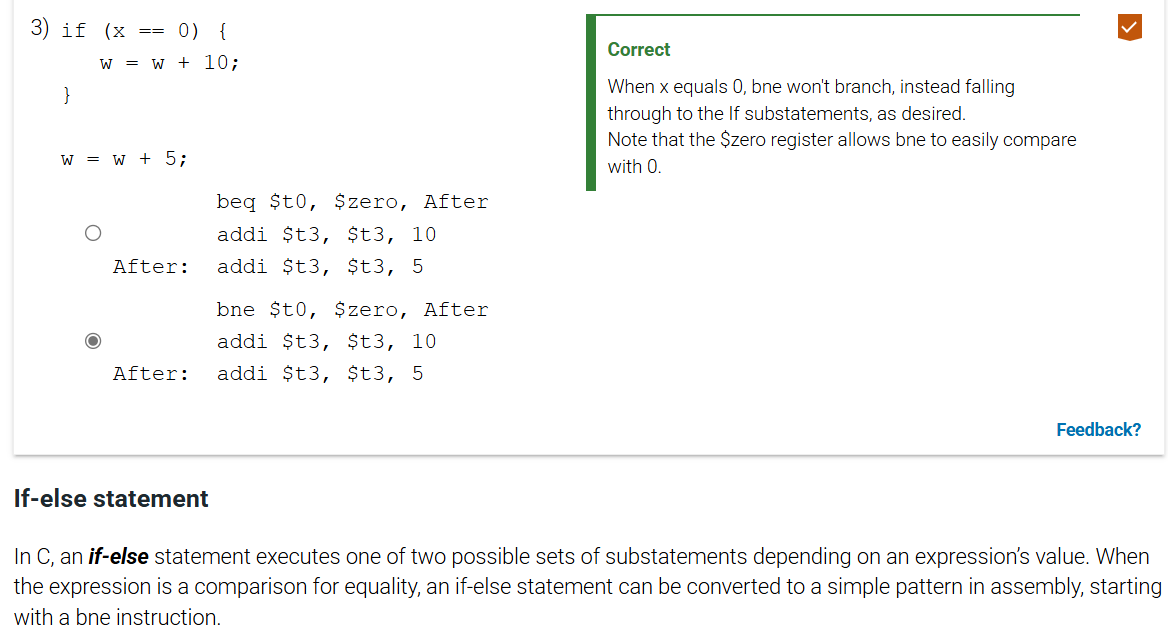 3) if (x == 0) {
w = w + 10;
}
w = w + 5;
beq $t0, $zero, After
addi $t3, $t3, 10
After: addi $t3, $t3, 5
bne $t0, $zero, After
addi $t3, $t3, 10
After: addi $t3, $t3, 5
Correct
When x equals 0, bne won't branch, instead falling
through to the If substatements, as desired.
Note that the $zero register allows bne to easily compare
with 0.
Feedback?
If-else statement
In C, an if-else statement executes one of two possible sets of substatements depending on an expression's value. When
the expression is a comparison for equality, an if-else statement can be converted to a simple pattern in assembly, starting
with a bne instruction.